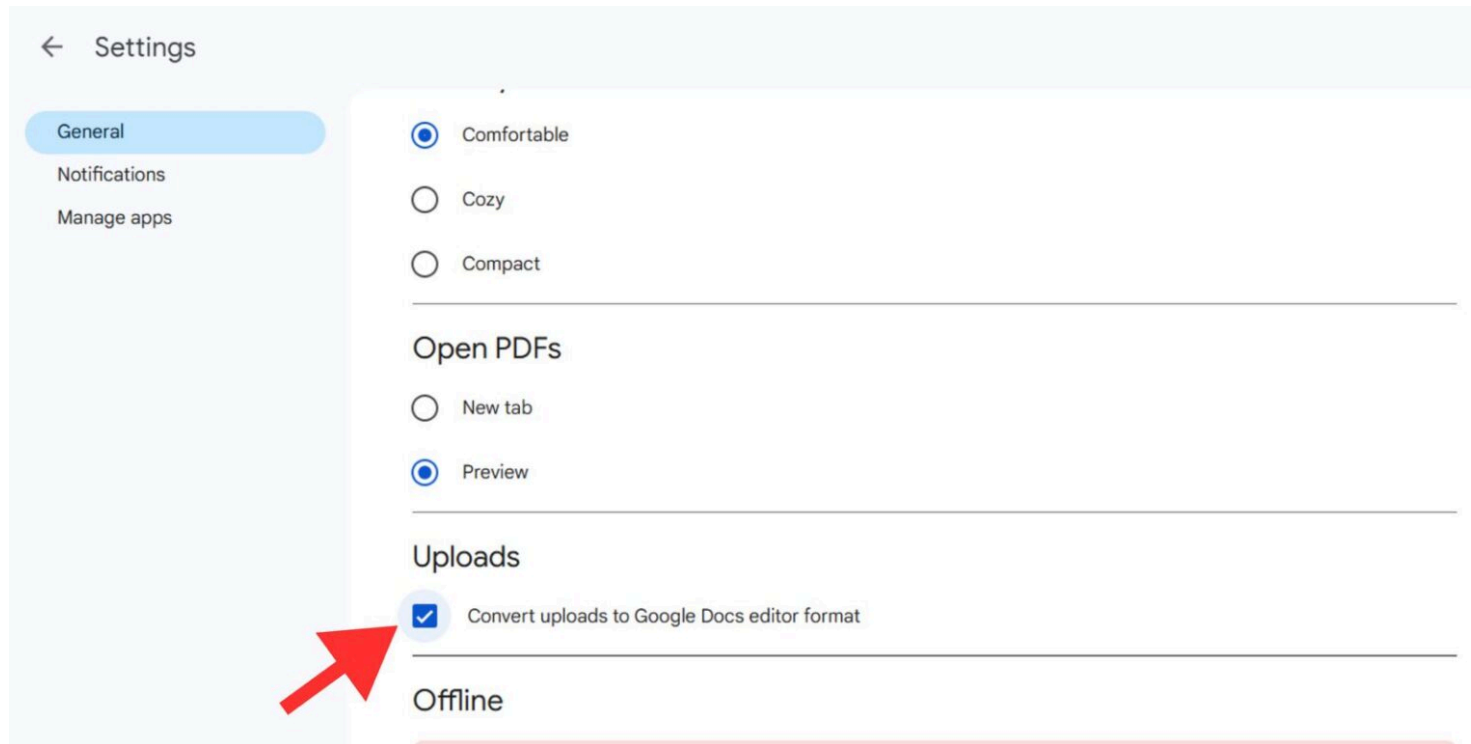 Settings
General
Notifications
Manage apps
Comfortable
Cozy
Compact
Open PDFs
New tab
Preview
Uploads
Convert uploads to Google Docs editor format
Offline